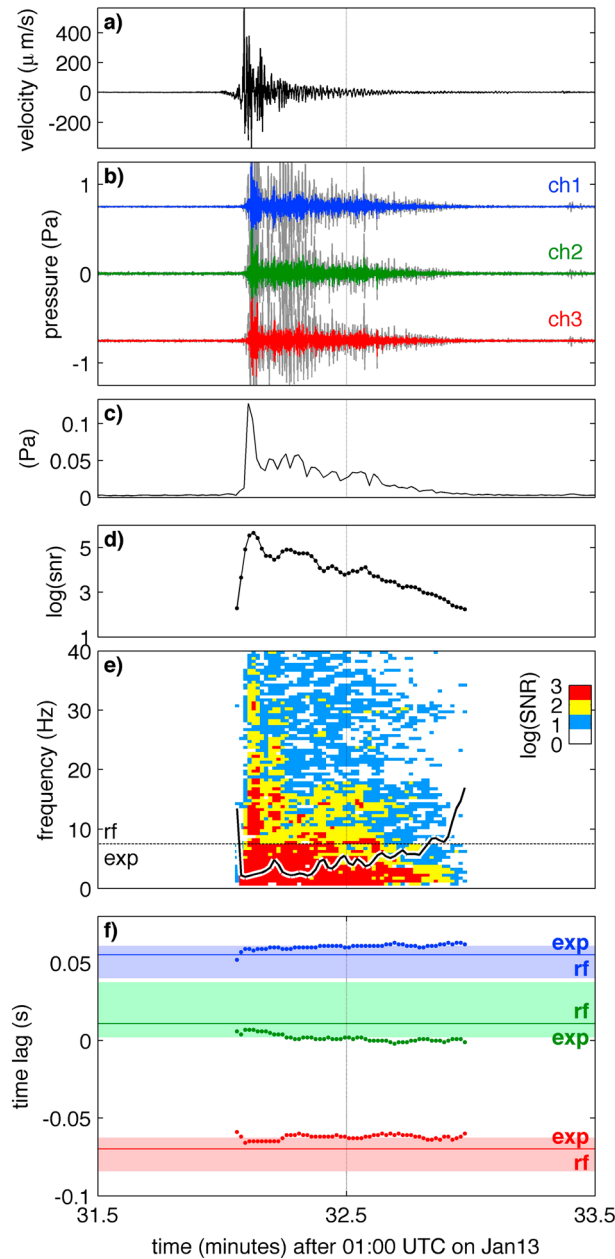 a)
velocity (μ m/s)
400
200
0
-200
b)
pressure (Pa)
1
0
-1
ch1
ch2
ch3
c)
(Pa)
0.1
0.05
0
d)
log(snr)
5
3
1
e)
frequency (Hz)
40
30
20
10
0
rf
exp
log(SNR)
3
2
1
0
f)
time lag (s)
0.05
0
-0.05
-0.1
exp
rf
rf
exp
exp
rf
31.5
32.5
33.5
time (minutes) after 01:00 UTC on Jan13